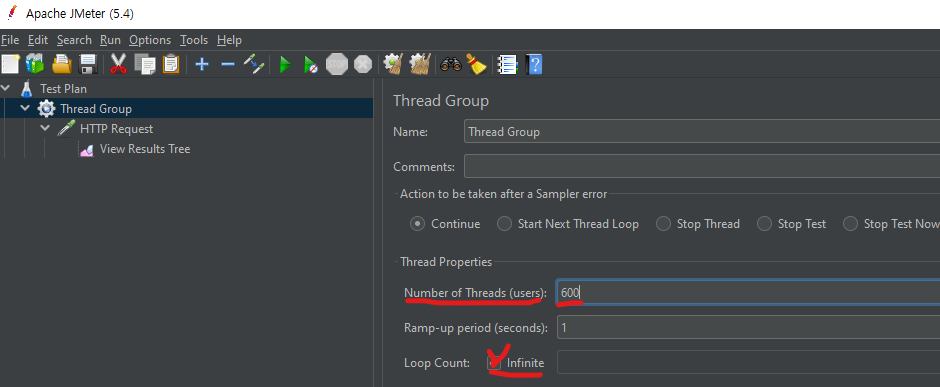 Apache JMeter (5.4)
File Edit Search Run Options Tools Help
Test Plan
Thread Group
HTTP Request
View Results Tree
Thread Group
Name: Thread Group
Comments:
Action to be taken after a Sampler error
Continue Start Next Thread Loop Stop Thread Stop Test Stop Test Now
Thread Properties
Number of Threads (users): 600
Ramp-up period (seconds): 1
Loop Count: Infinite